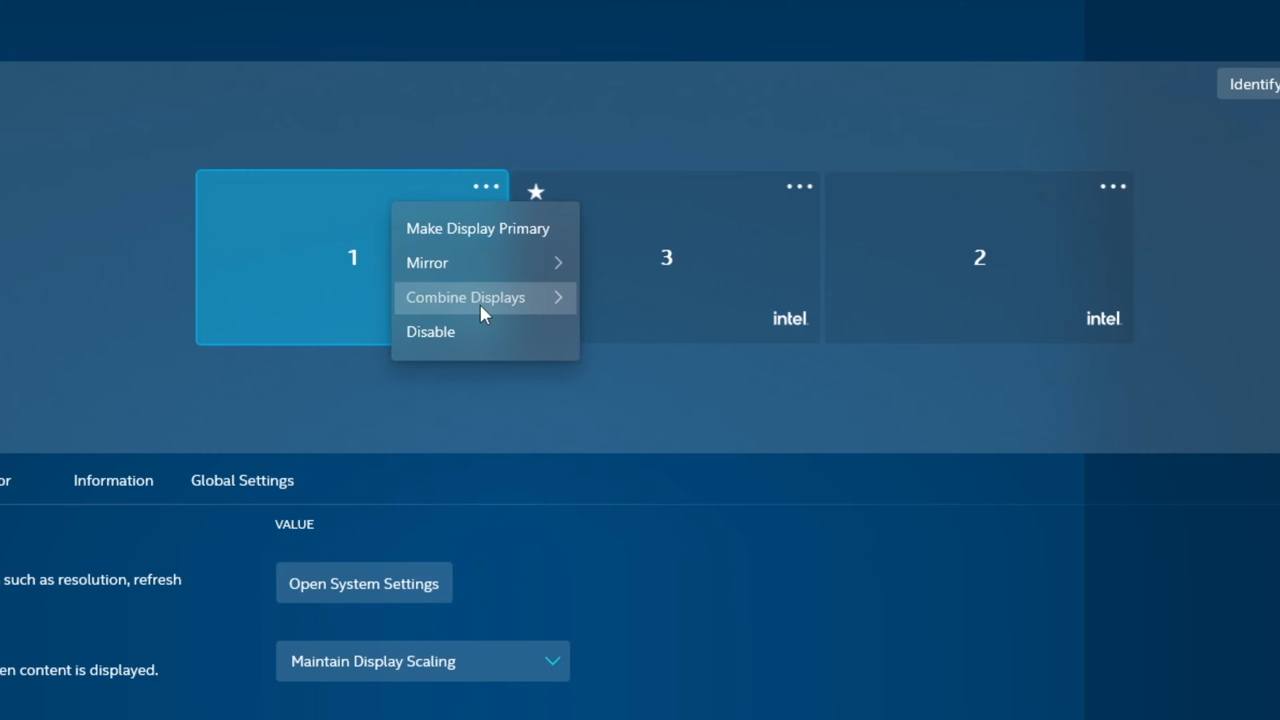 Identify
Make Display Primary
1
Mirror
3
2
Combine Displays
intel.
intel.
Disable
or
Information
Global Settings
VALUE
such as resolution, refresh
Open System Settings
en content is displayed.
Maintain Display Scaling